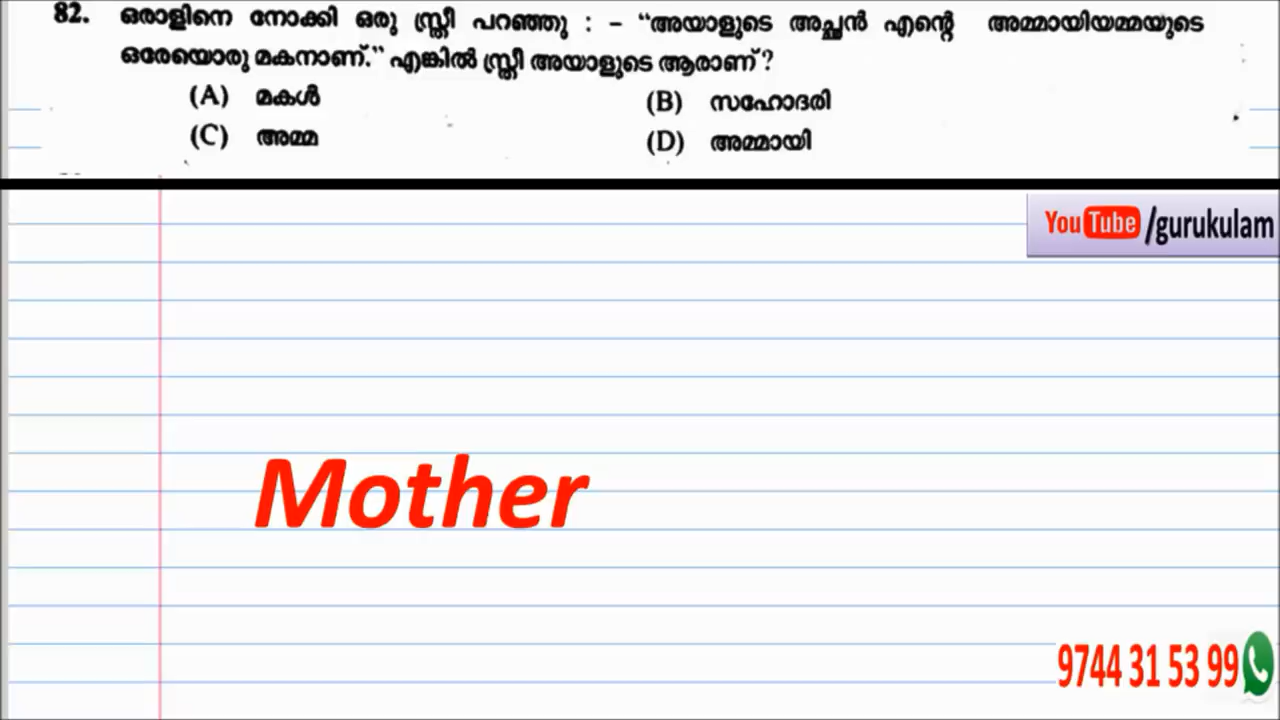 82. ഒരാളിനെ നോക്കി ഒരു സ്ത്രീ പറഞ്ഞു : – “അയാളുടെ അച്ഛൻ എന്റെ അമ്മായിയമ്മയുടെ
ഒരേയൊരു മകനാണ്.” എങ്കിൽ സ്ത്രീ അയാളുടെ ആരാണ് ?
(A) മകൾ (B) സഹോദരി
(C) അമ്മ (D) അമ്മായി
YouTube/gurukulam
Mother
9744 31 53 99